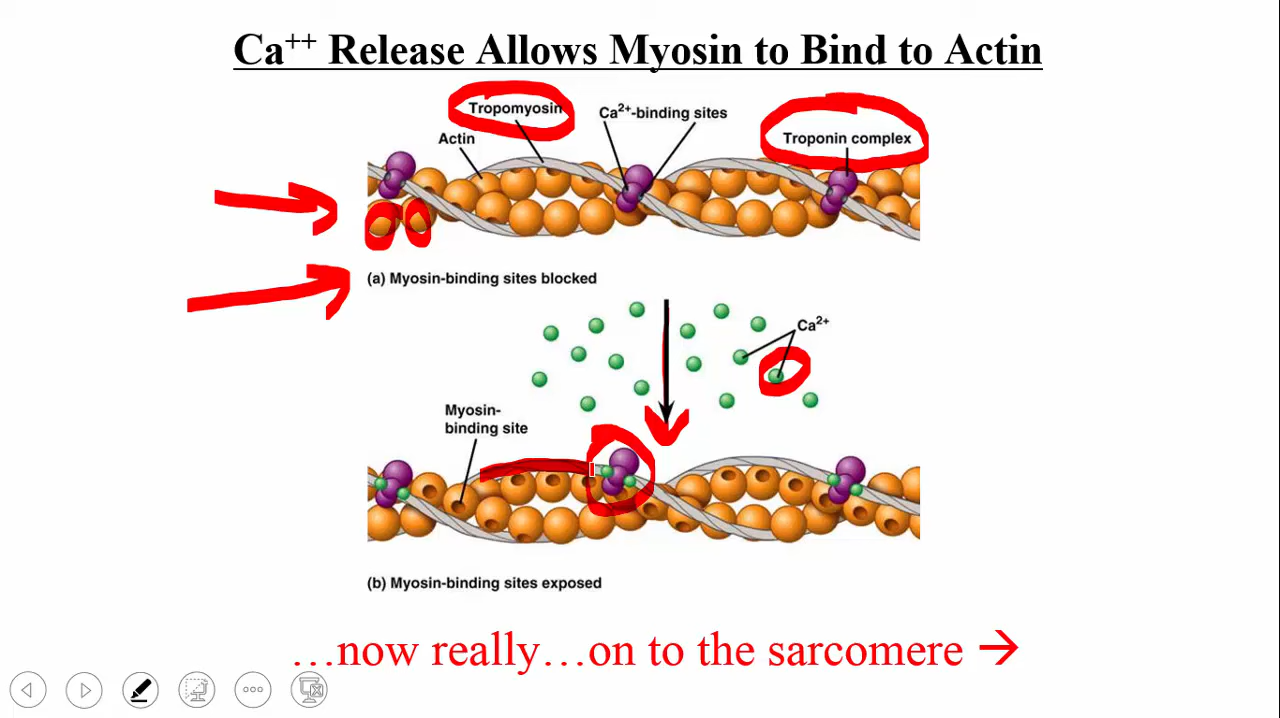 Ca++ Release Allows Myosin to Bind to Actin
Tropomyosin
Ca2+-binding sites
Actin
Troponin complex
(a) Myosin-binding sites blocked
Ca2+
Myosin-
binding site
(b) Myosin-binding sites exposed
…now really…on to the sarcomere →